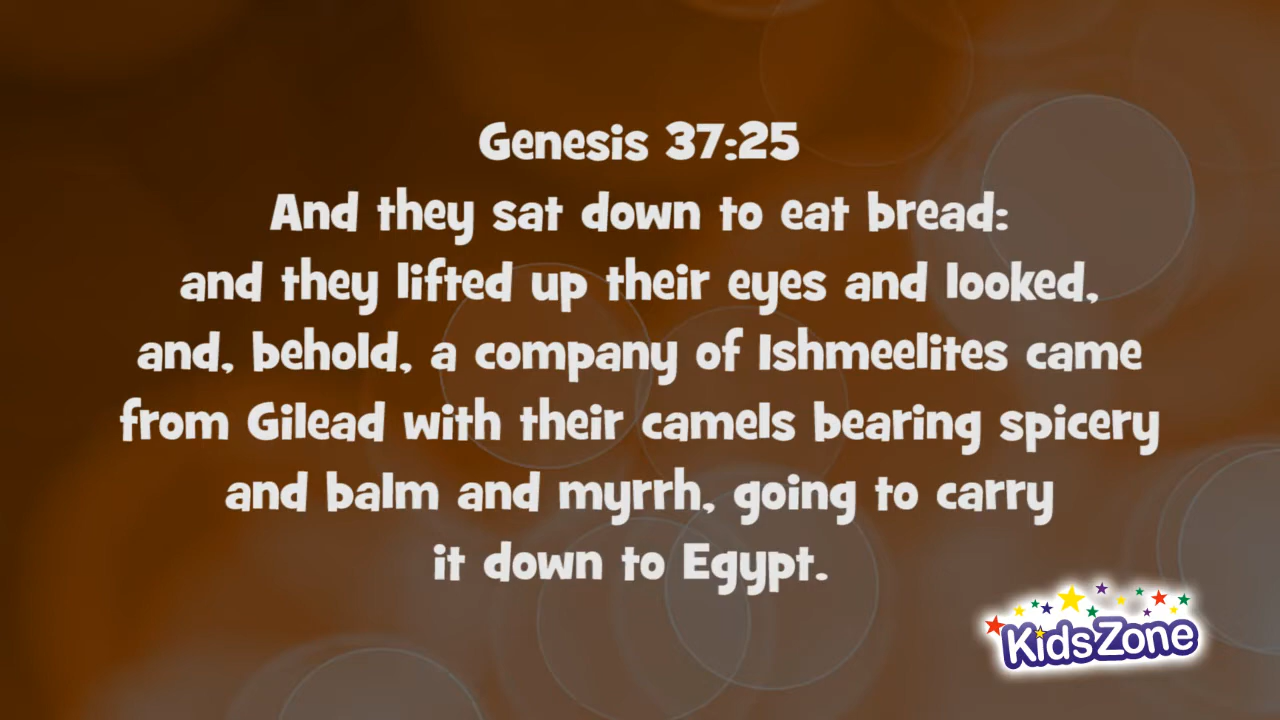 Genesis 37:25
And they sat down to eat bread:
and they lifted up their eyes and looked,
and, behold, a company of Ishmeelites came
from Gilead with their camels bearing spicery
and balm and myrrh, going to carry
it down to Egypt.
KidsZone